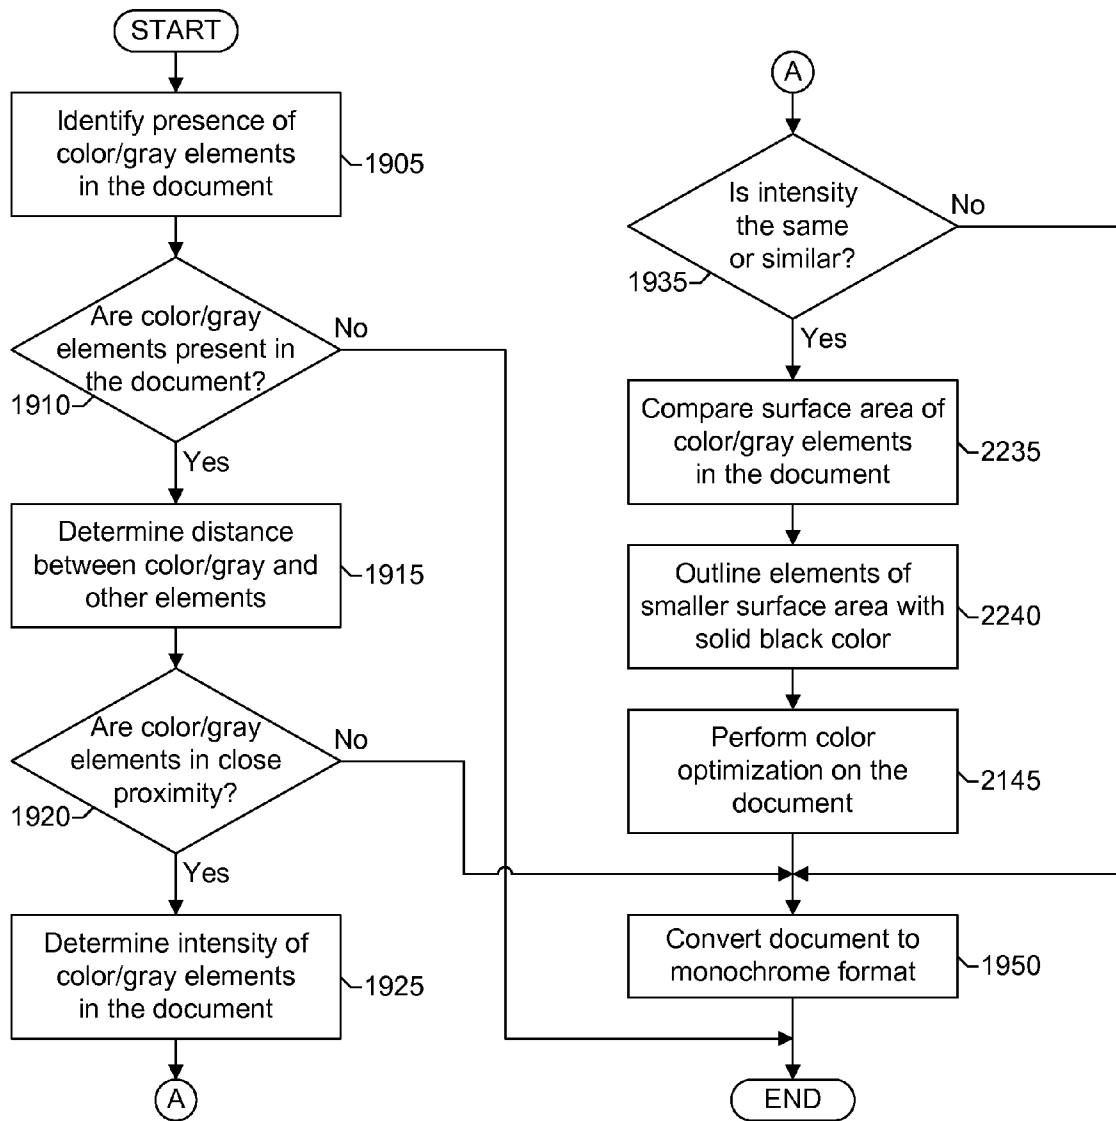 START
Identify presence of
color/gray elements
in the document
1905
Are color/gray
elements present in
the document?
1910
No
Yes
Determine distance
between color/gray and
other elements
1915
Are color/gray
elements in close
proximity?
1920
No
Yes
Determine intensity of
color/gray elements
in the document
1925
A
A
Is intensity
the same
or similar?
1935
No
Yes
Compare surface area of
color/gray elements
in the document
2235
Outline elements of
smaller surface area with
solid black color
2240
Perform color
optimization on the
document
2145
Convert document to
monochrome format
1950
END